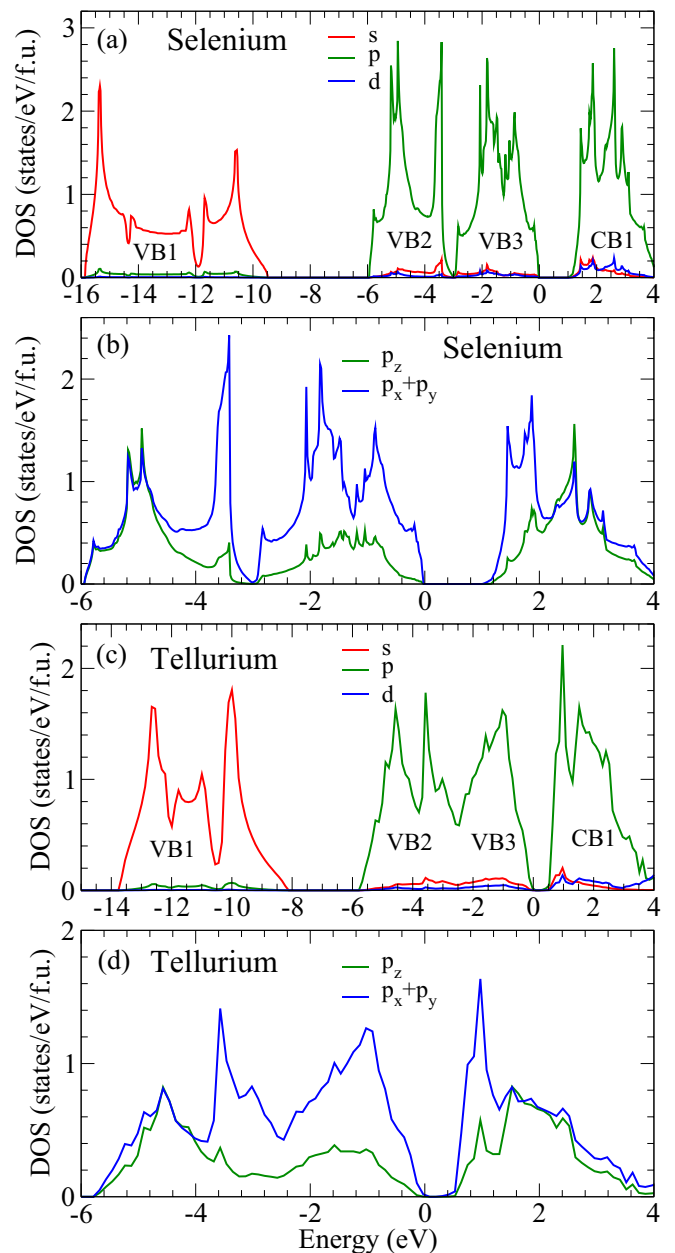 (a) Selenium
s
p
d
DOS (states/eV/f.u.)
3
2
1
0
VB1
VB2
VB3
CB1
-16 -14 -12 -10 -8 -6 -4 -2 0 2 4
(b) Selenium
p_z
p_x+p_y
DOS (states/eV/f.u.)
2
1
0
-6 -4 -2 0 2 4
(c) Tellurium
s
p
d
DOS (states/eV/f.u.)
2
1
0
VB1
VB2
VB3
CB1
-14 -12 -10 -8 -6 -4 -2 0 2 4
(d) Tellurium
p_z
p_x+p_y
DOS (states/eV/f.u.)
2
1
0
-6 -4 -2 0 2 4
Energy (eV)